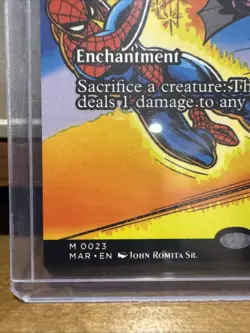 Enchantment
Sacrifice a creature: Th
deals 1 damage to any
M 0023
MAR • EN John Romita Sr.